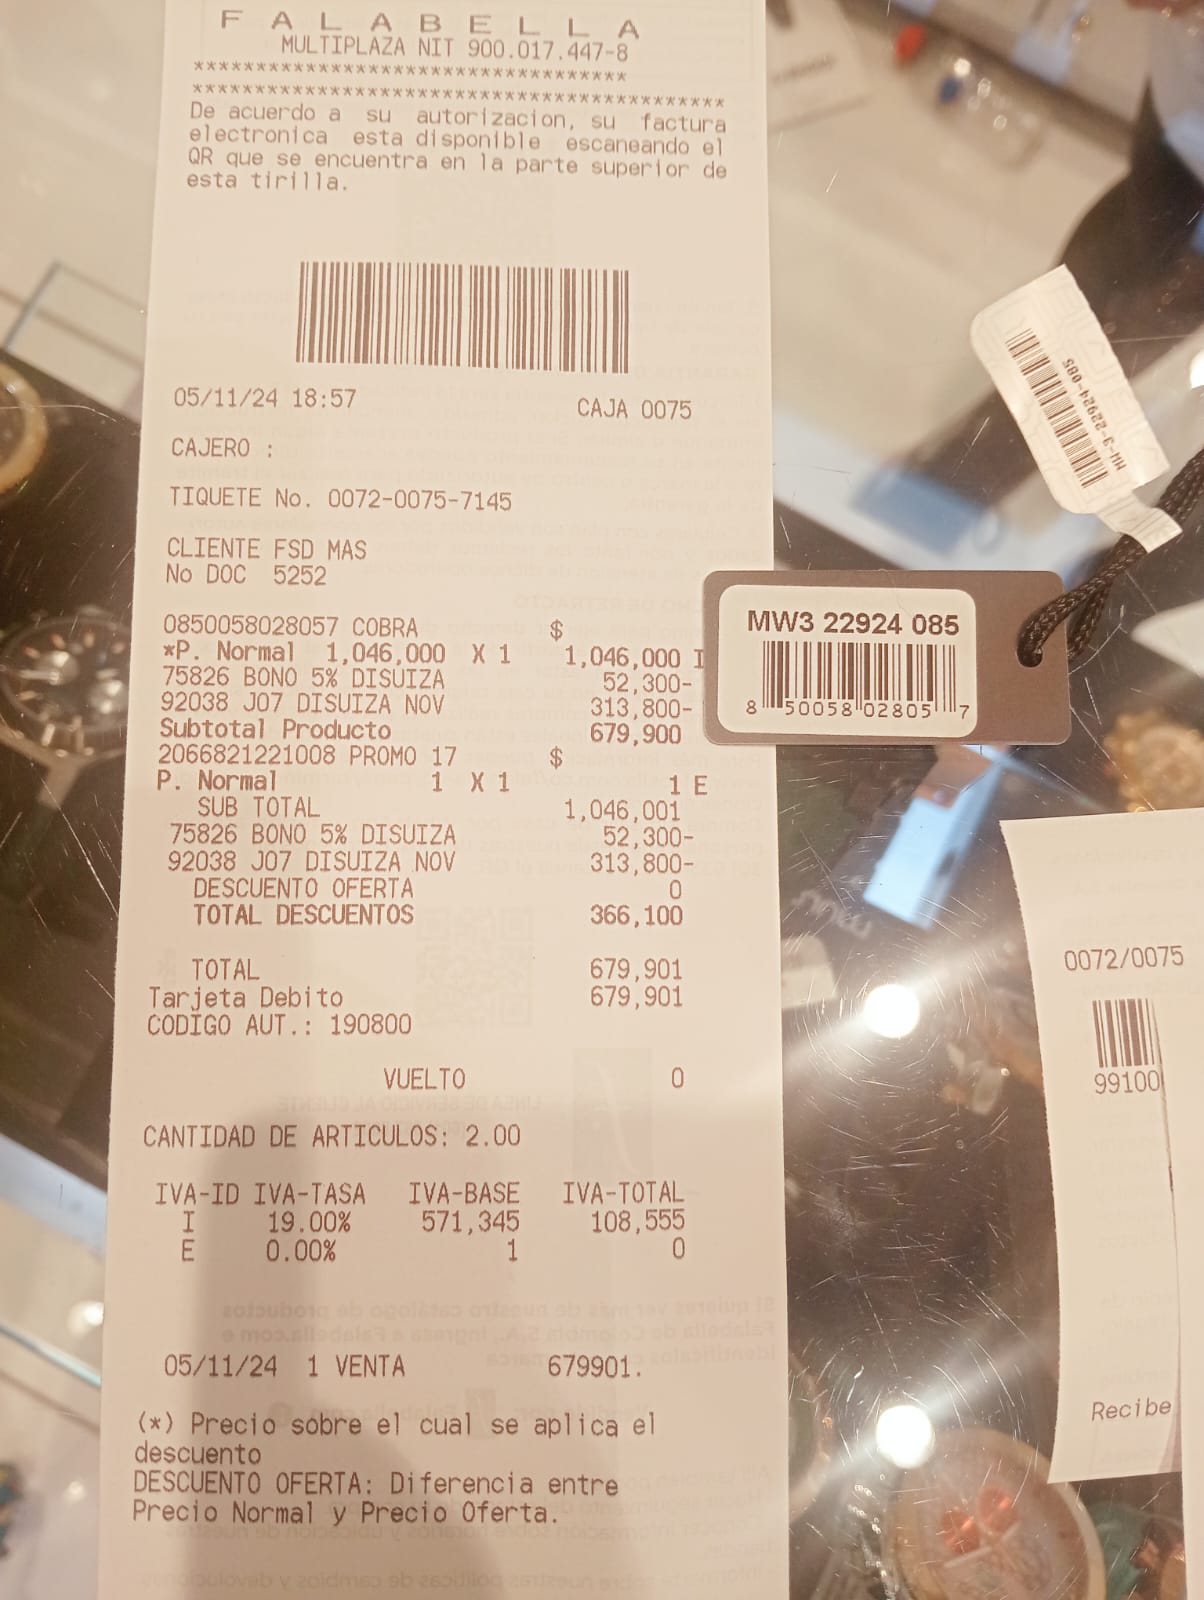 F A L A B E L L A
MULTIPLAZA NIT 900.017.447-8
***********************************
*******************************************
De acuerdo a su autorizacion, su factura
electronica esta disponible escaneando el
QR que se encuentra en la parte superior de
esta tirilla.
05/11/24 18:57 CAJA 0075
CAJERO :
TIQUETE No. 0072-0075-7145
CLIENTE FSD MAS
No DOC 5252
0850058028057 COBRA $
*P. Normal 1,046,000 X 1 1,046,000 I
75826 BONO 5% DISUIZA 52,300-
92038 J07 DISUIZA NOV 313,800-
Subtotal Producto 679,900
2066821221008 PROMO 17 $
P. Normal 1 X 1 1 E
SUB TOTAL 1,046,001
75826 BONO 5% DISUIZA 52,300-
92038 J07 DISUIZA NOV 313,800-
DESCUENTO OFERTA 0
TOTAL DESCUENTOS 366,100
TOTAL 679,901
Tarjeta Debito 679,901
CODIGO AUT.: 190800
VUELTO 0
CANTIDAD DE ARTICULOS: 2.00
IVA-ID IVA-TASA IVA-BASE IVA-TOTAL
I 19.00% 571,345 108,555
E 0.00% 1 0
05/11/24 1 VENTA 679901.
(*) Precio sobre el cual se aplica el
descuento
DESCUENTO OFERTA: Diferencia entre
Precio Normal y Precio Oferta.
MW-3-22924-085
MW3 22924 085
8 50058 02805 7
0072/0075
99100
Recibe